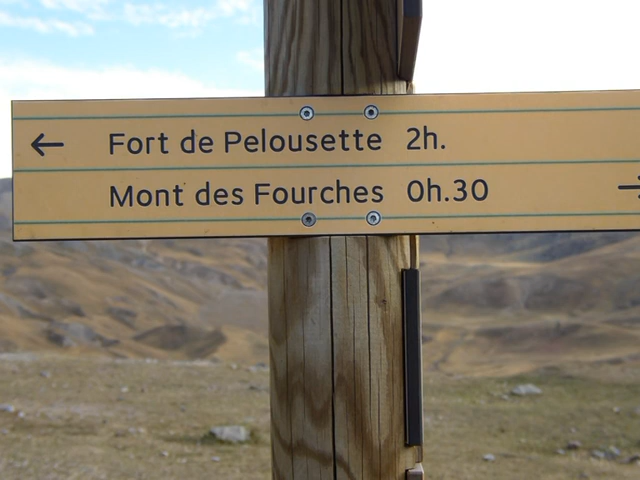 ← Fort de Pelousette 2h.
Mont des Fourches 0h.30 →